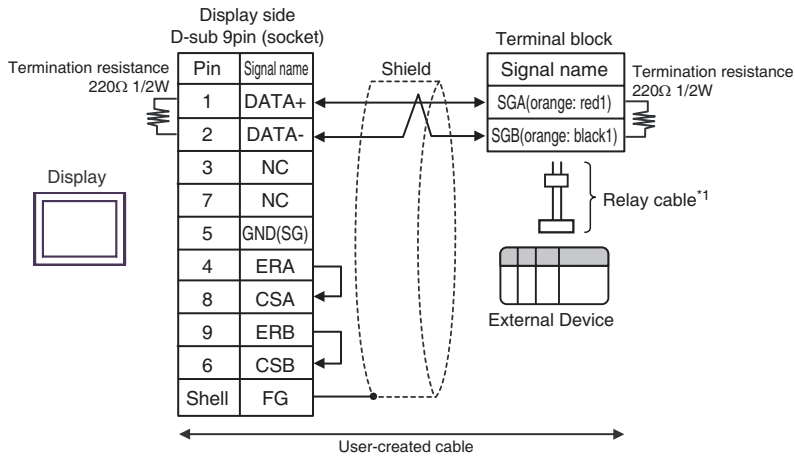 Display side
D-sub 9pin (socket)
Terminal block
Termination resistance
220Ω 1/2W
Pin Signal name
Shield
Signal name
Termination resistance
220Ω 1/2W
1 DATA+
SGA(orange: red1)
2 DATA-
SGB(orange: black1)
3 NC
Display
7 NC
Relay cable*1
5 GND(SG)
4 ERA
8 CSA
External Device
9 ERB
6 CSB
Shell FG
User-created cable